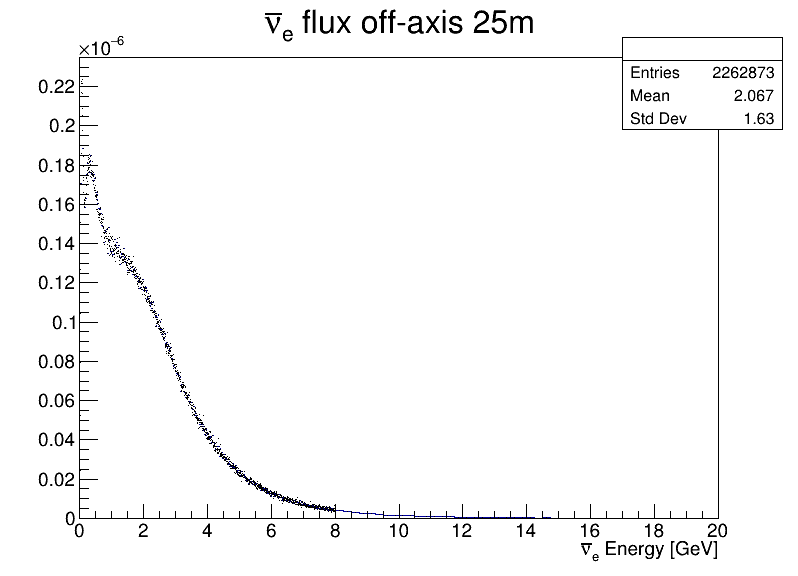 ν̅e flux off-axis 25m
×10−6
Entries 2262873
Mean 2.067
Std Dev 1.63
0.22
0.2
0.18
0.16
0.14
0.12
0.1
0.08
0.06
0.04
0.02
0
0 2 4 6 8 10 12 14 16 18 20
ν̅e Energy [GeV]